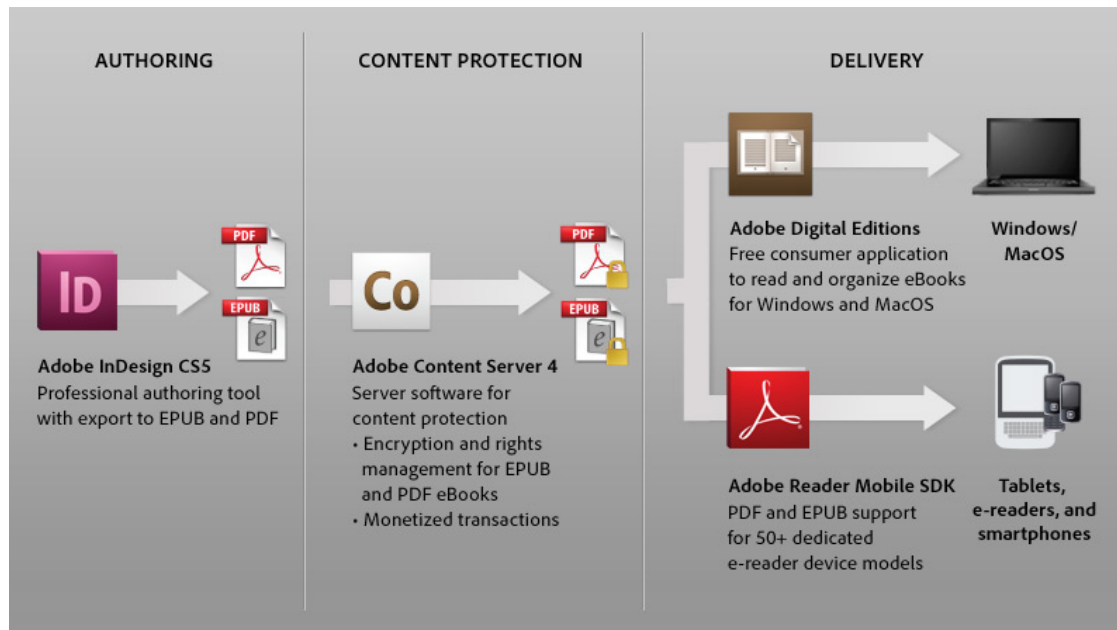 AUTHORING
ID
PDF
EPUB
e
Adobe InDesign CS5
Professional authoring tool
with export to EPUB and PDF
CONTENT PROTECTION
Co
PDF
EPUB
e
Adobe Content Server 4
Server software for
content protection
• Encryption and rights
management for EPUB
and PDF eBooks
• Monetized transactions
DELIVERY
Adobe Digital Editions
Free consumer application
to read and organize eBooks
for Windows and MacOS
Windows/
MacOS
Adobe Reader Mobile SDK
PDF and EPUB support
for 50+ dedicated
e-reader device models
Tablets,
e-readers, and
smartphones